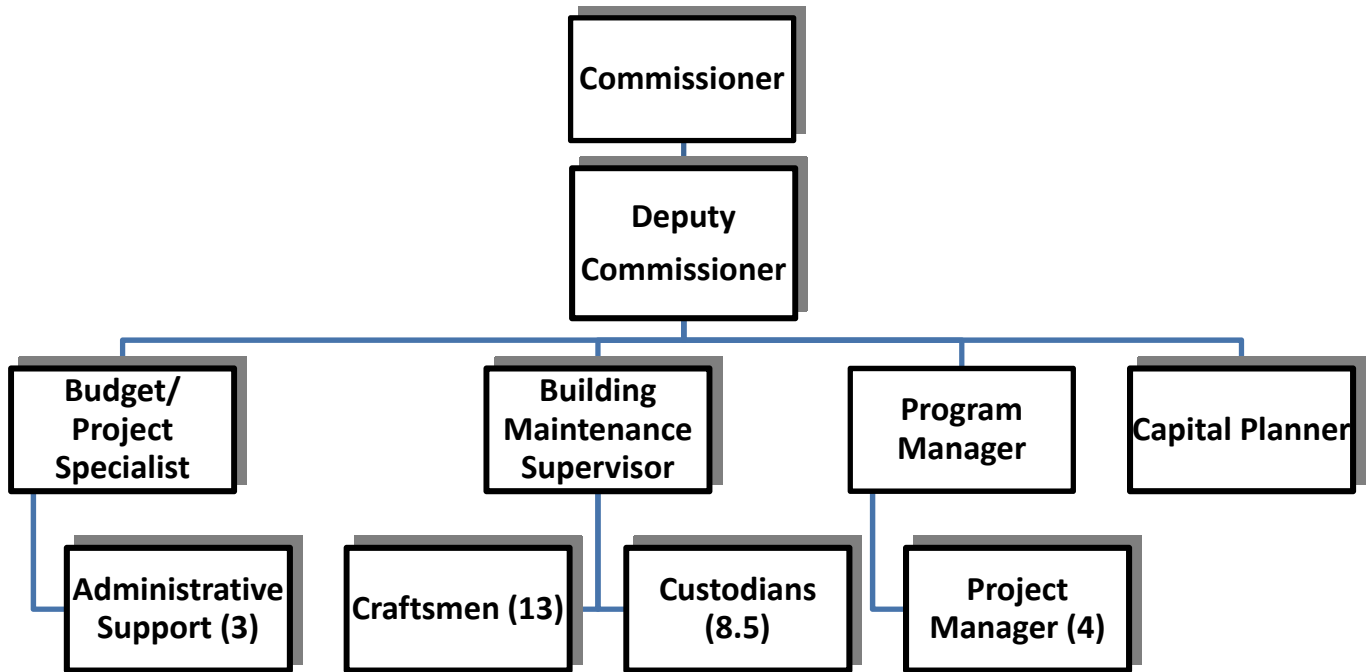 Commissioner
Deputy
Commissioner
Budget/
Project
Specialist
Building
Maintenance
Supervisor
Program
Manager
Capital Planner
Administrative
Support (3)
Craftsmen (13)
Custodians
(8.5)
Project
Manager (4)